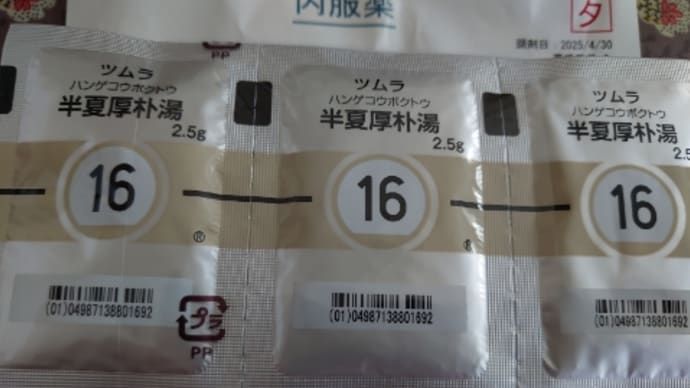 内服薬
夕
調剤日：2025/4/30
PP
ツムラ
ハンゲコウボクトウ
半夏厚朴湯
2.5g
16
®
(01)04987138801692
プラ
PP
ツムラ
ハンゲコウボクトウ
半夏厚朴湯
2.5g
16
®
(01)04987138801692
ツムラ
ハンゲコウボクトウ
半夏厚朴湯
2.5
16
(01)04987138801692